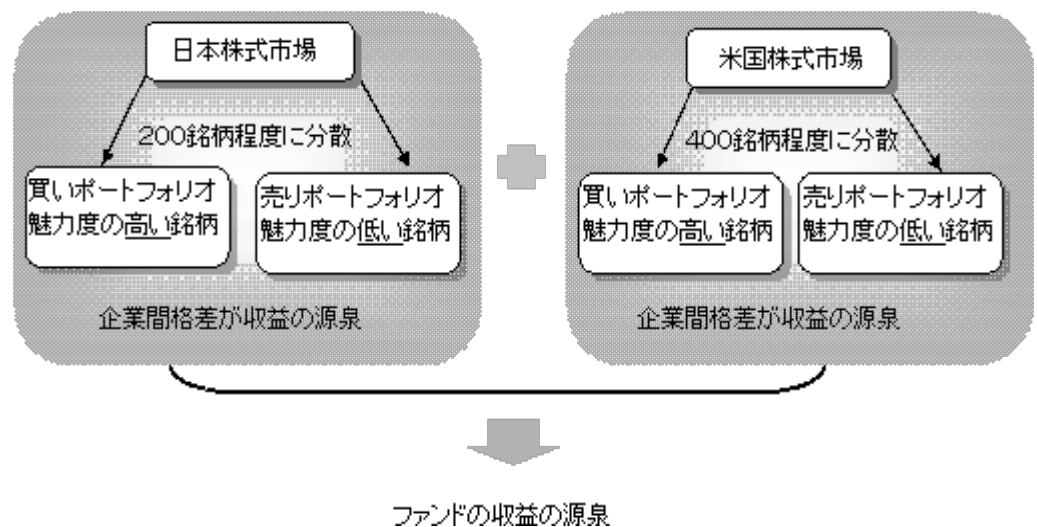 日本株式市場
200銘柄程度に分散
買いポートフォリオ
魅力度の高い銘柄
売りポートフォリオ
魅力度の低い銘柄
企業間格差が収益の源泉
米国株式市場
400銘柄程度に分散
買いポートフォリオ
魅力度の高い銘柄
売りポートフォリオ
魅力度の低い銘柄
企業間格差が収益の源泉
ファンドの収益の源泉